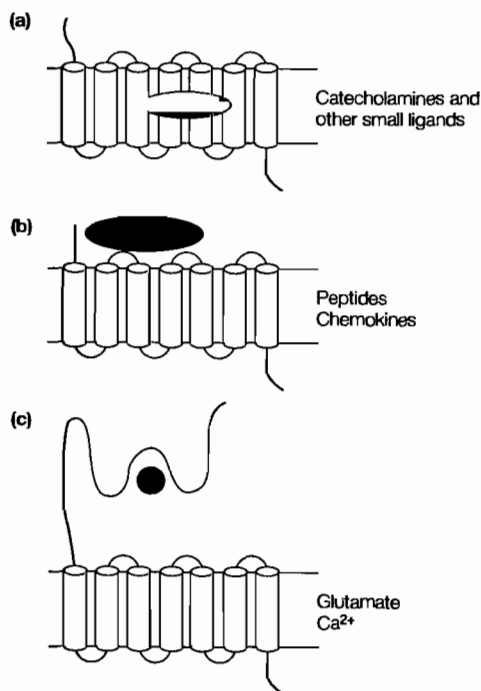 (a)
Catecholamines and
other small ligands
(b)
Peptides
Chemokines
(c)
Glutamate
Ca²⁺